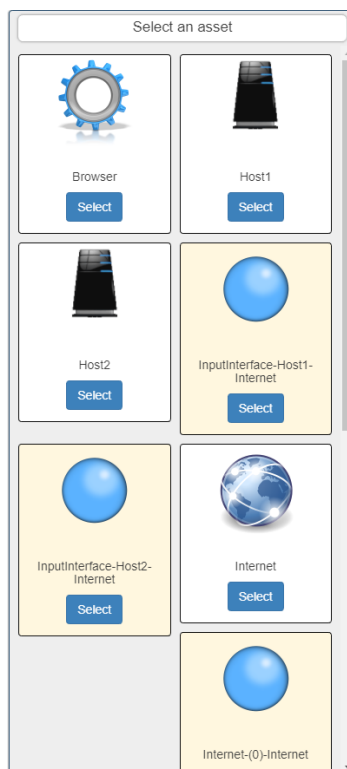 Select an asset
Browser
Select
Host1
Select
Host2
Select
InputInterface-Host1-
Internet
Select
InputInterface-Host2-
Internet
Select
Internet
Select
Internet-(0)-Internet